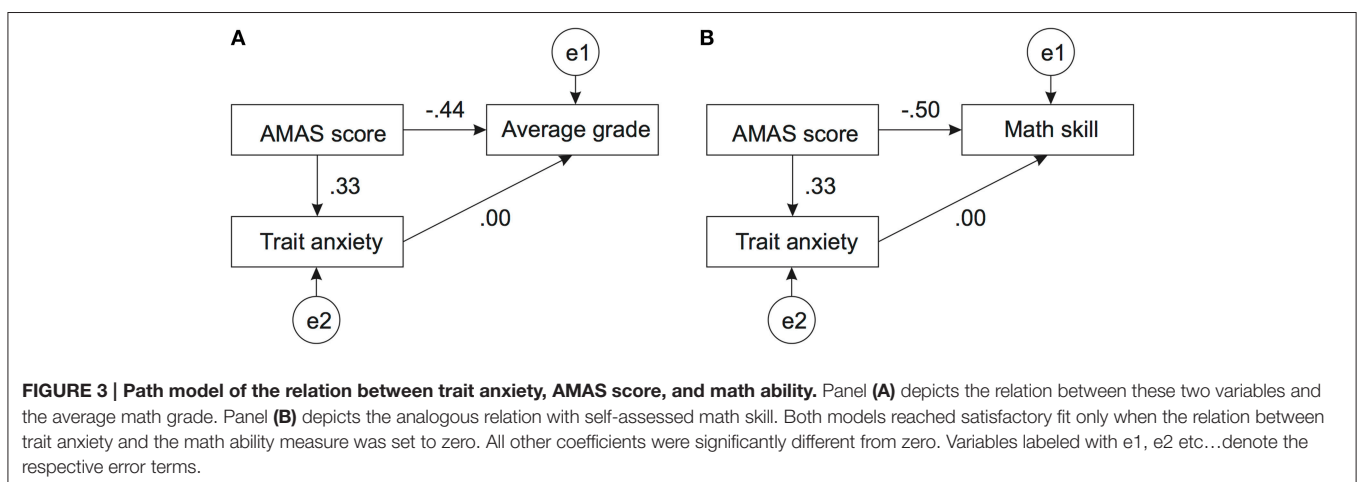 A
e1
AMAS score
-.44
Average grade
.33
.00
Trait anxiety
e2
B
e1
AMAS score
-.50
Math skill
.33
.00
Trait anxiety
e2
FIGURE 3 | Path model of the relation between trait anxiety, AMAS score, and math ability. Panel (A) depicts the relation between these two variables and
the average math grade. Panel (B) depicts the analogous relation with self-assessed math skill. Both models reached satisfactory fit only when the relation between
trait anxiety and the math ability measure was set to zero. All other coefficients were significantly different from zero. Variables labeled with e1, e2 etc...denote the
respective error terms.